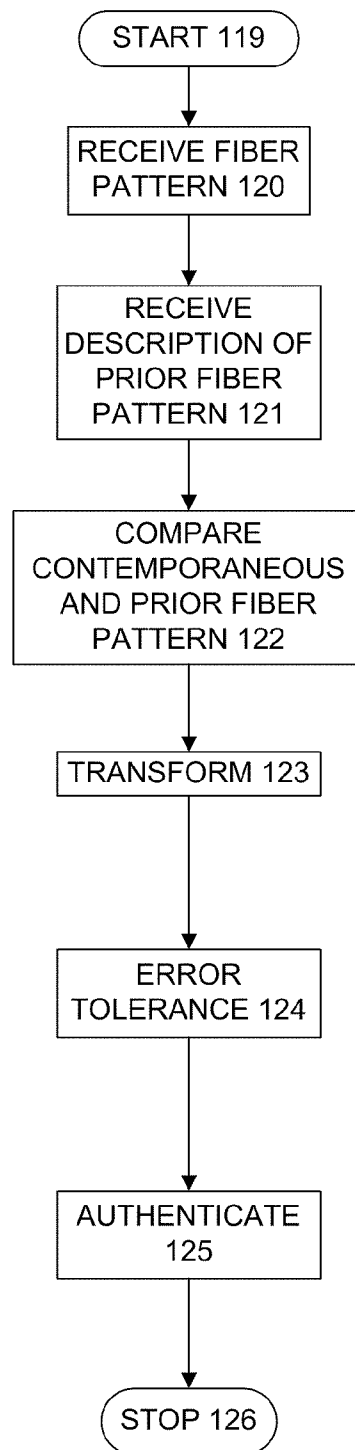 START 119
RECEIVE FIBER
PATTERN 120
RECEIVE
DESCRIPTION OF
PRIOR FIBER
PATTERN 121
COMPARE
CONTEMPORANEOUS
AND PRIOR FIBER
PATTERN 122
TRANSFORM 123
ERROR
TOLERANCE 124
AUTHENTICATE
125
STOP 126